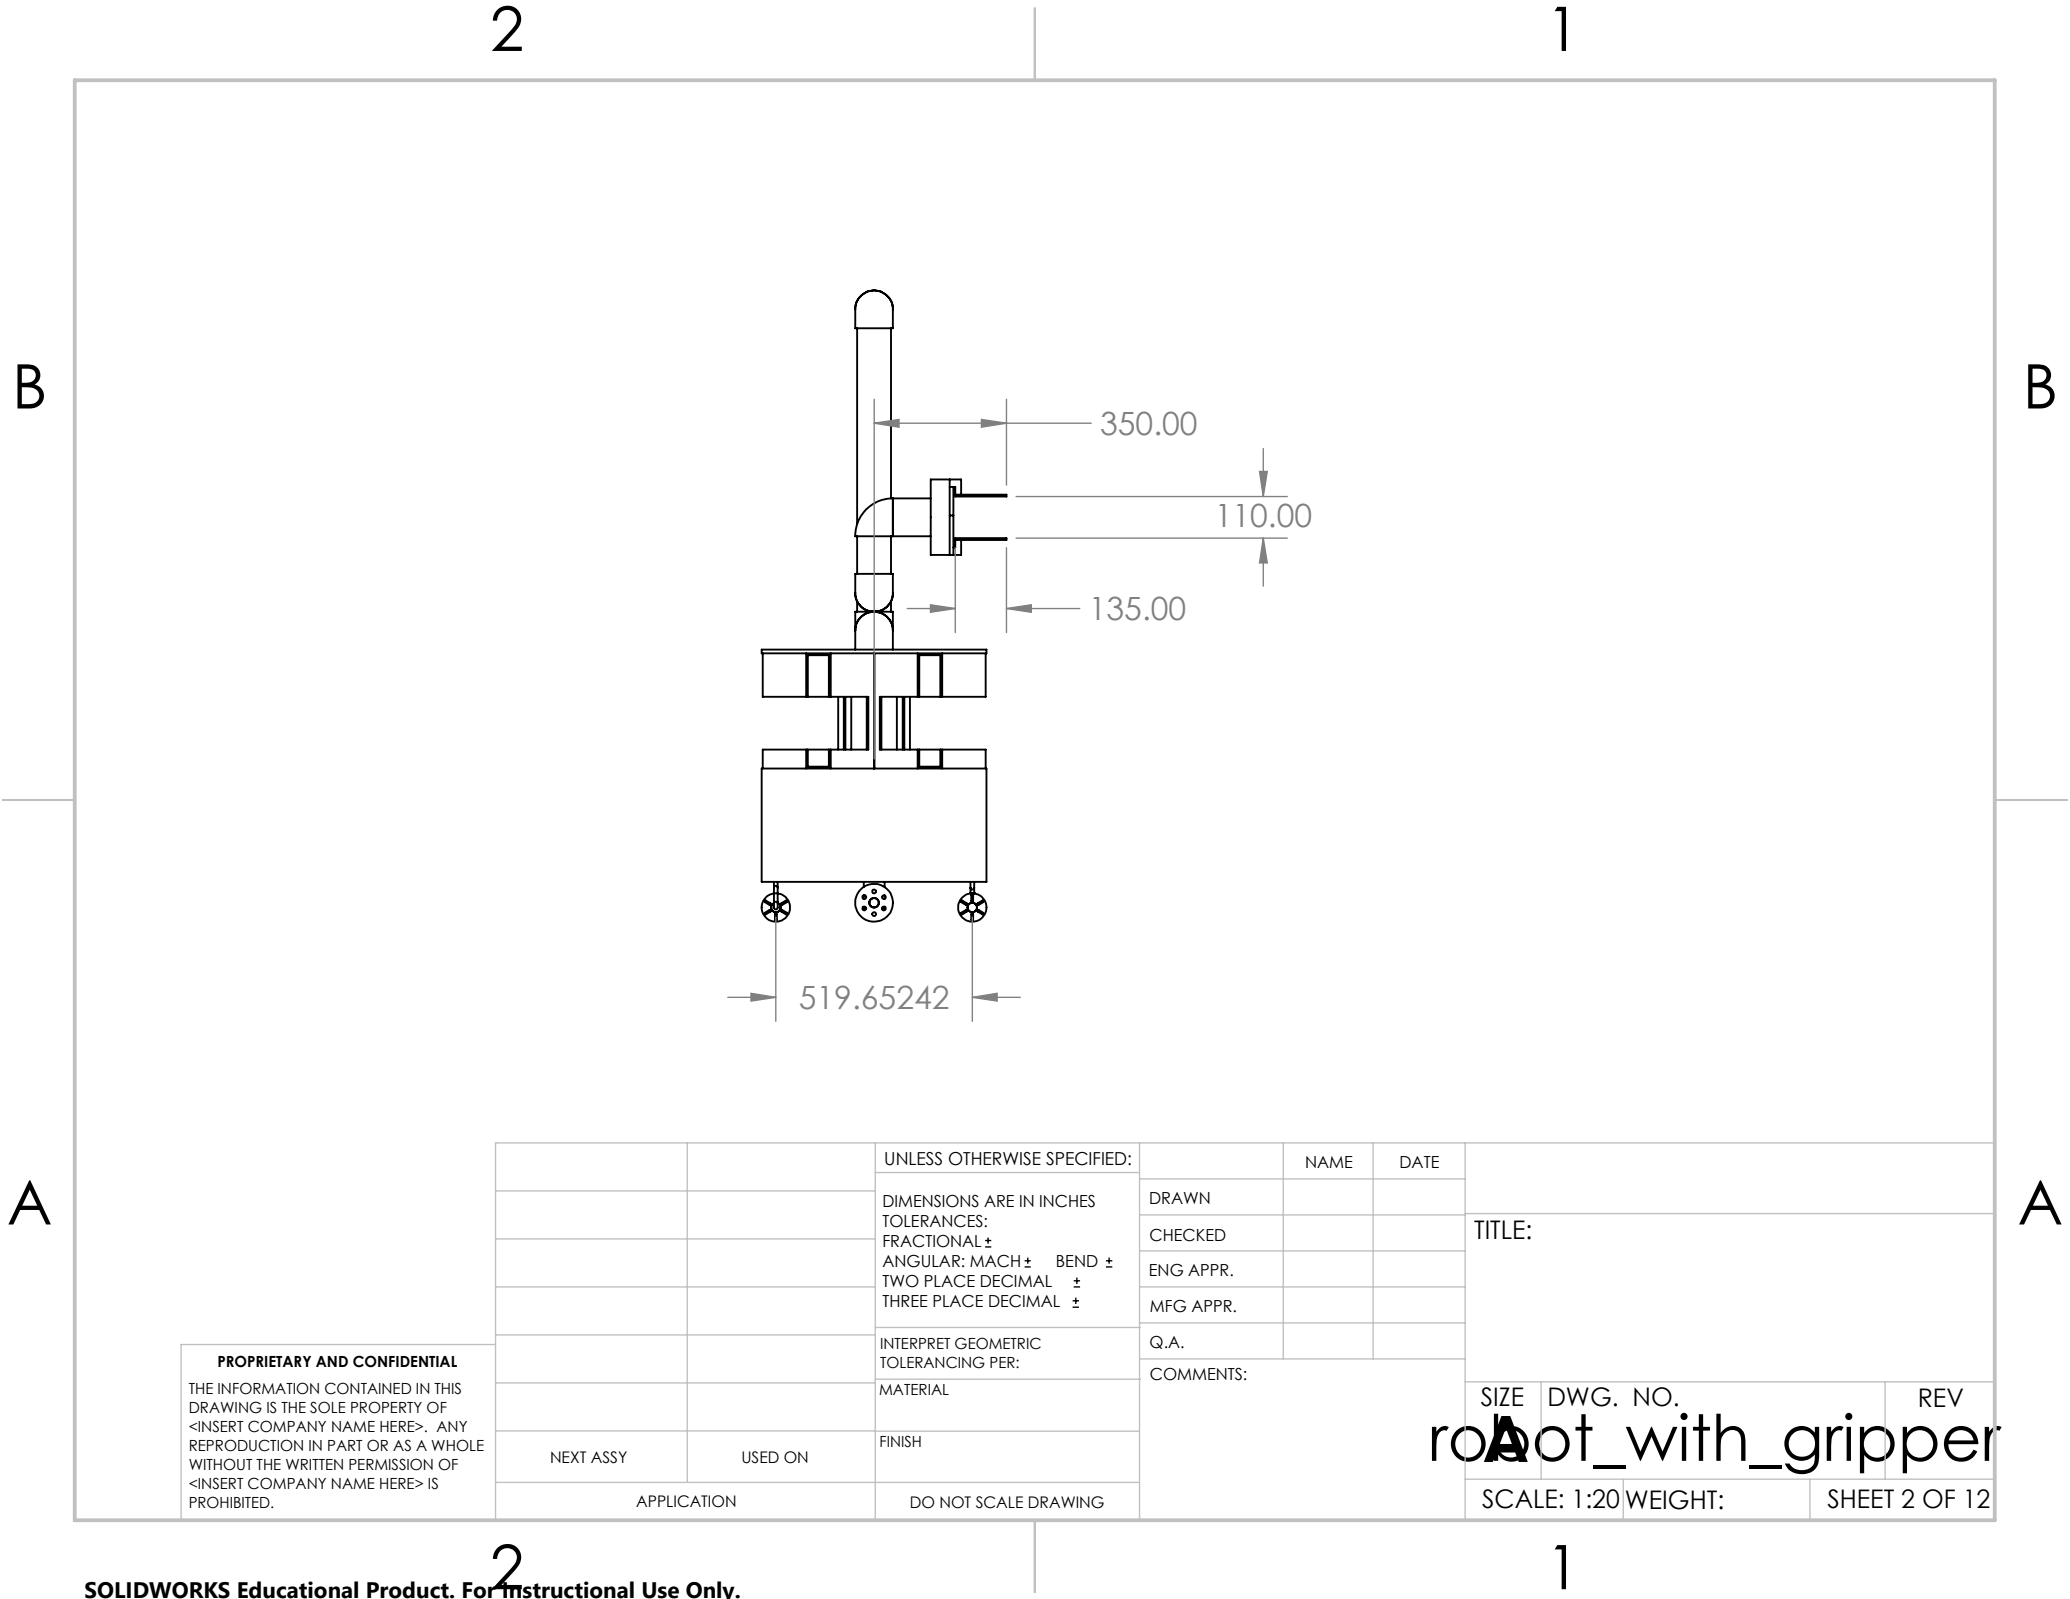 2
1
B
B
350.00
110.00
135.00
519.65242
A
A
UNLESS OTHERWISE SPECIFIED:
DIMENSIONS ARE IN INCHES
TOLERANCES:
FRACTIONAL ±
ANGULAR: MACH ± BEND ±
TWO PLACE DECIMAL ±
THREE PLACE DECIMAL ±
INTERPRET GEOMETRIC
TOLERANCING PER:
MATERIAL
FINISH
DO NOT SCALE DRAWING
NAME
DATE
DRAWN
CHECKED
ENG APPR.
MFG APPR.
Q.A.
COMMENTS:
TITLE:
SIZE
DWG. NO.
REV
A
robot_with_gripper
SCALE: 1:20
WEIGHT:
SHEET 2 OF 12
PROPRIETARY AND CONFIDENTIAL
THE INFORMATION CONTAINED IN THIS
DRAWING IS THE SOLE PROPERTY OF
<INSERT COMPANY NAME HERE>. ANY
REPRODUCTION IN PART OR AS A WHOLE
WITHOUT THE WRITTEN PERMISSION OF
<INSERT COMPANY NAME HERE> IS
PROHIBITED.
NEXT ASSY
USED ON
APPLICATION
2
1
SOLIDWORKS Educational Product. For Instructional Use Only.